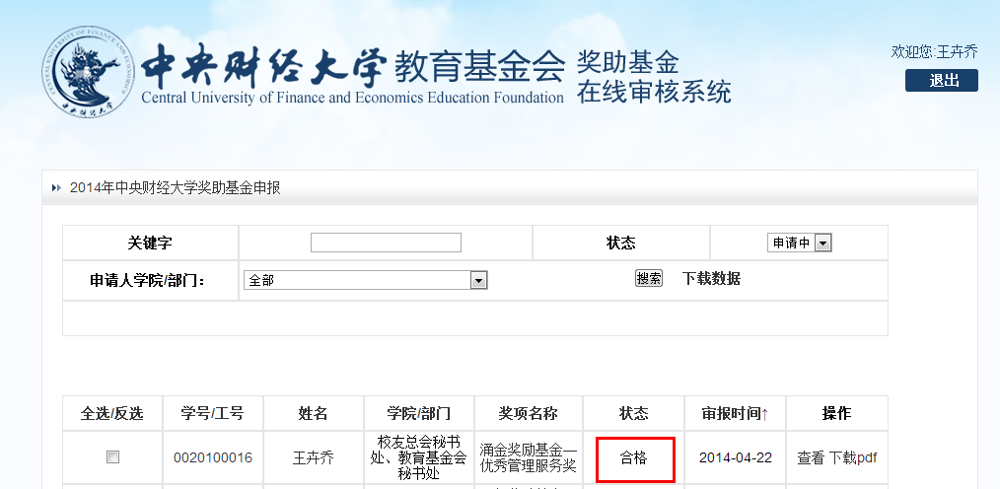 中央财经大学 教育基金会 奖助基金
Central University of Finance and Economics Education Foundation 在线审核系统
欢迎您:王卉乔
退出
2014年中央财经大学奖助基金申报
关键字 状态 申请中
申请人学院/部门： 全部 搜索 下载数据
全选/反选 学号/工号 姓名 学院/部门 奖项名称 状态 审报时间↑ 操作
0020100016 王卉乔
校友总会秘书
处、教育基金会
秘书处
涌金奖励基金—
优秀管理服务奖
合格 2014-04-22 查看 下载pdf